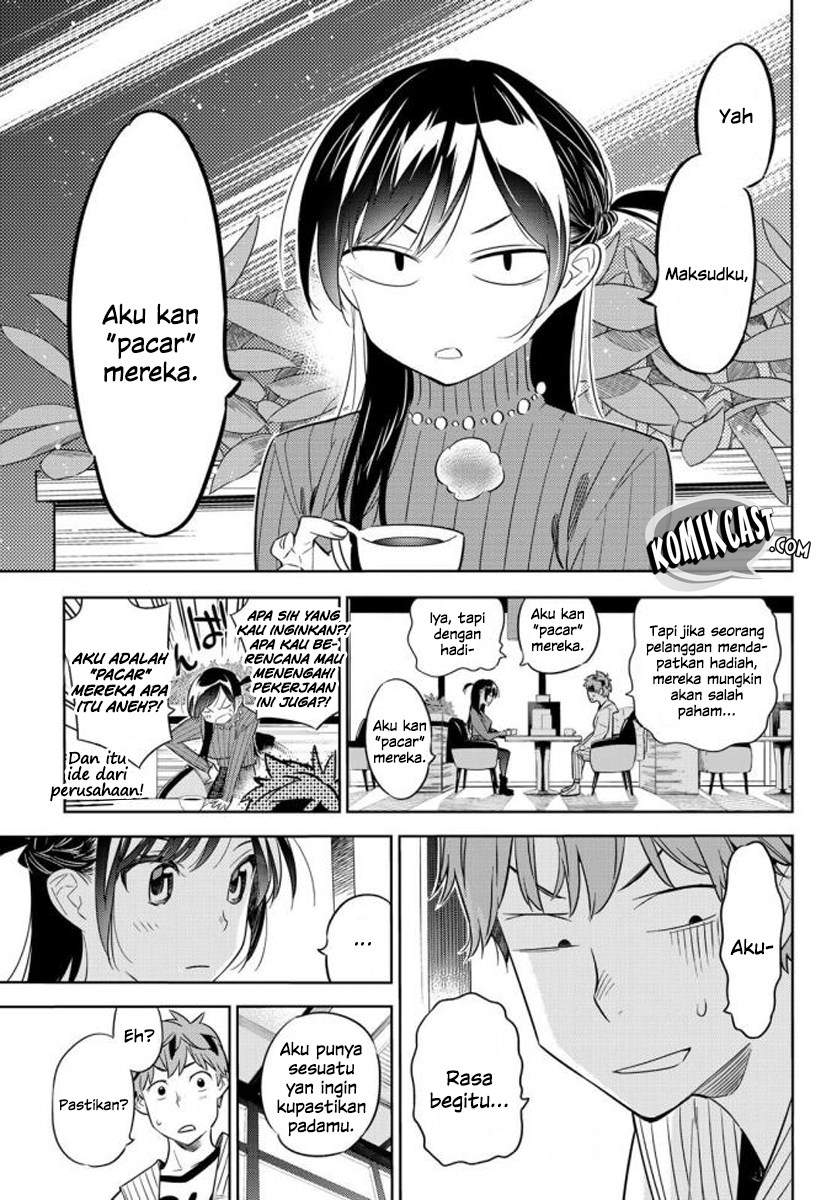 Yah
Maksudku,
Aku kan
"pacar"
mereka.
KOMIKCAST
.COM
Tapi jika seorang
pelanggan menda-
patkan hadiah,
mereka mungkin
akan salah
paham...
Aku kan
"pacar"
mereka.
Iya, tapi
dengan
hadi-
Aku kan
"pacar"
mereka.
APA SIH YANG
KAU INGINKAN?!
APA KAU BE-
RENCANA MAU
MENENGAHI
PEKERJAAN
INI JUGA?!
ばん
AKU ADALAH
"PACAR"
MEREKA APA
ITU ANEH?!
Dan itu
ide dari
perusahaan!
Aku-
Rasa
begitu...
...
Aku punya
sesuatu
yan ingin
kupastikan
padamu.
Eh?
Pastikan?